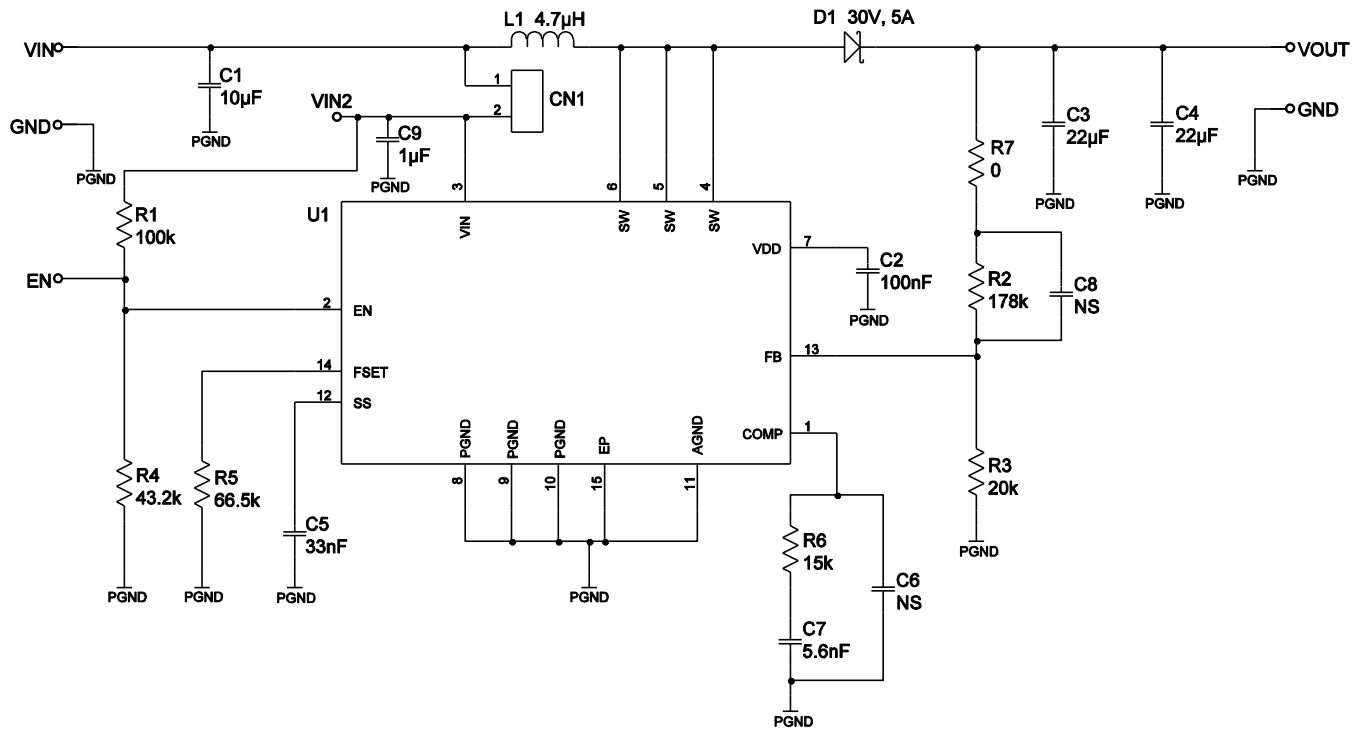 L1 4.7µH
D1 30V, 5A
VIN
VOUT
C1
10µF
1
CN1
2
VIN2
GND
GND
C9
1µF
C3
22µF
C4
22µF
PGND
PGND
PGND
PGND
PGND
PGND
R7
0
3
6
5
4
U1
VIN
SW
SW
SW
R1
100k
VDD
7
C2
100nF
EN
R2
178k
C8
NS
2
EN
PGND
FB
13
14
FSET
12
SS
PGND
PGND
PGND
EP
AGND
COMP
1
R4
43.2k
R5
66.5k
8
9
10
15
11
R3
20k
C5
33nF
R6
15k
PGND
C6
NS
PGND
PGND
PGND
PGND
C7
5.6nF
PGND